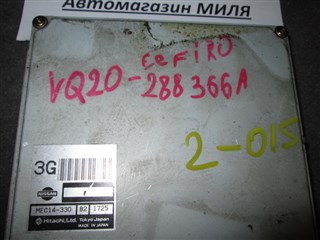 Автомагазин МИЛЯ
CEFIRO
VQ20-288366A
2-015
3G
NISSAN
MEC14-330 B2 1725
Hitachi, Ltd. Tokyo Japan
MADE IN JAPAN